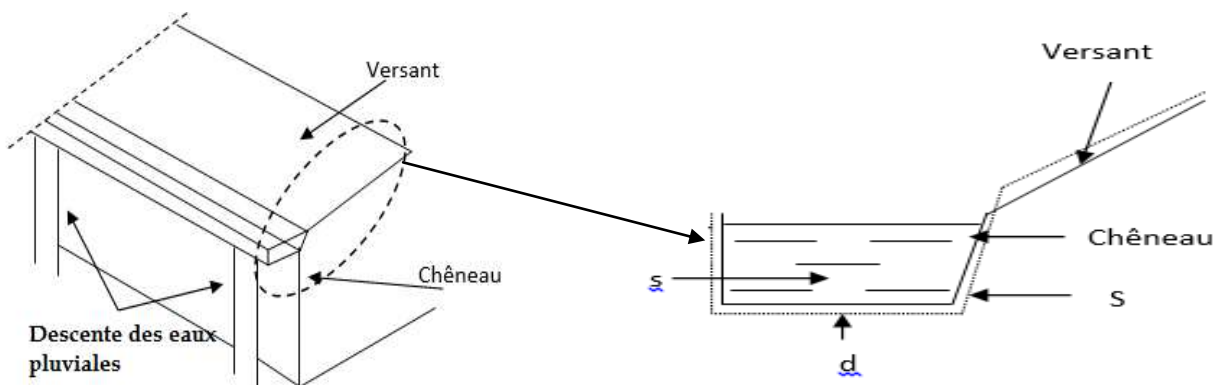 Versant
Chêneau
Descente des eaux
pluviales
Versant
Chêneau
s
S
d